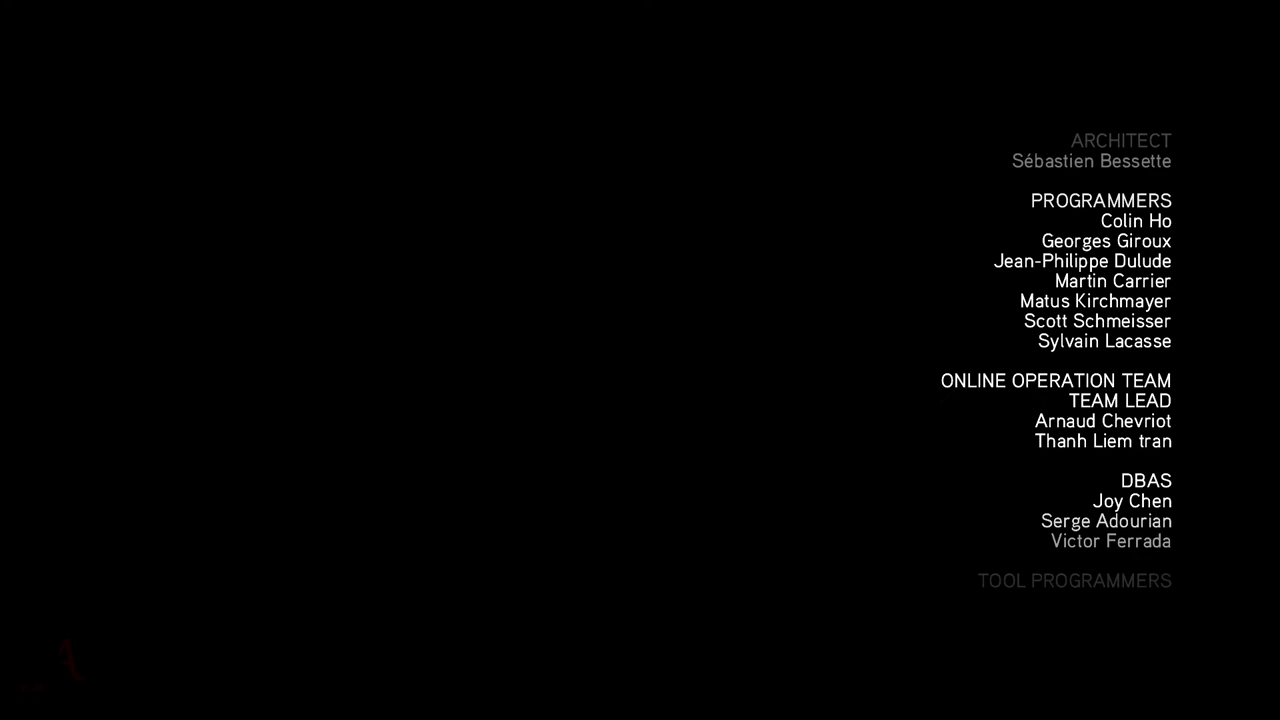 ARCHITECT
Sébastien Bessette
PROGRAMMERS
Colin Ho
Georges Giroux
Jean-Philippe Dulude
Martin Carrier
Matus Kirchmayer
Scott Schmeisser
Sylvain Lacasse
ONLINE OPERATION TEAM
TEAM LEAD
Arnaud Chevriot
Thanh Liem tran
DBAS
Joy Chen
Serge Adourian
Victor Ferrada
TOOL PROGRAMMERS